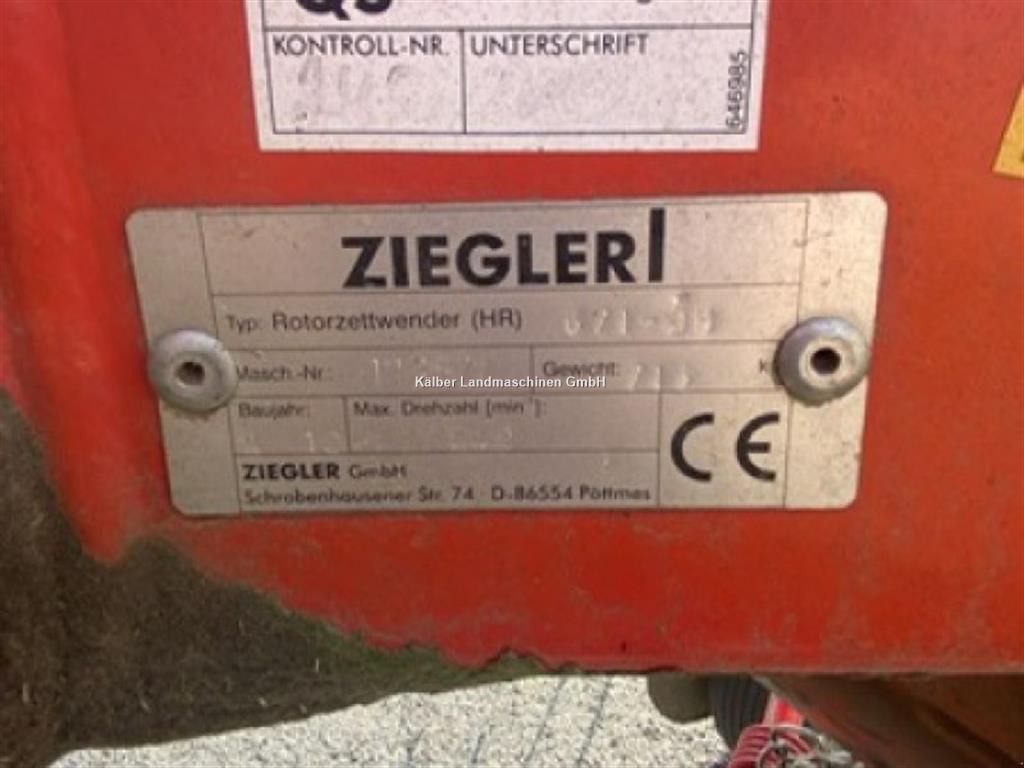 KONTROLL-NR. UNTERSCHRIFT
646985
ZIEGLER
Typ: Rotorzettwender (HR)
Masch.-Nr.: Gewicht:
Kälber Landmaschinen GmbH
Baujahr: Max. Drehzahl [min⁻¹]:
CE
ZIEGLER GmbH
Schrobenhausener Str. 74 D-86554 Pöttmes